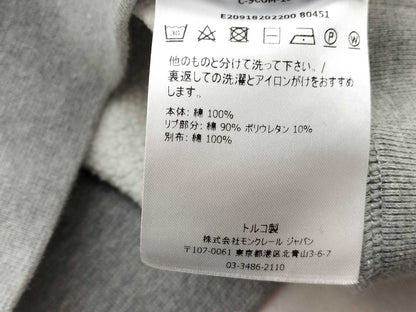 E20918202200 80451
他のものと分けて洗って下さい。/
裏返しての洗濯とアイロンがけをおすすめ
します。
本体: 綿 100%
リブ部分: 綿 90% ポリウレタン 10%
別布: 綿 100%
トルコ製
株式会社モンクレール ジャパン
〒107-0061 東京都港区北青山3-6-7
03-3486-2110